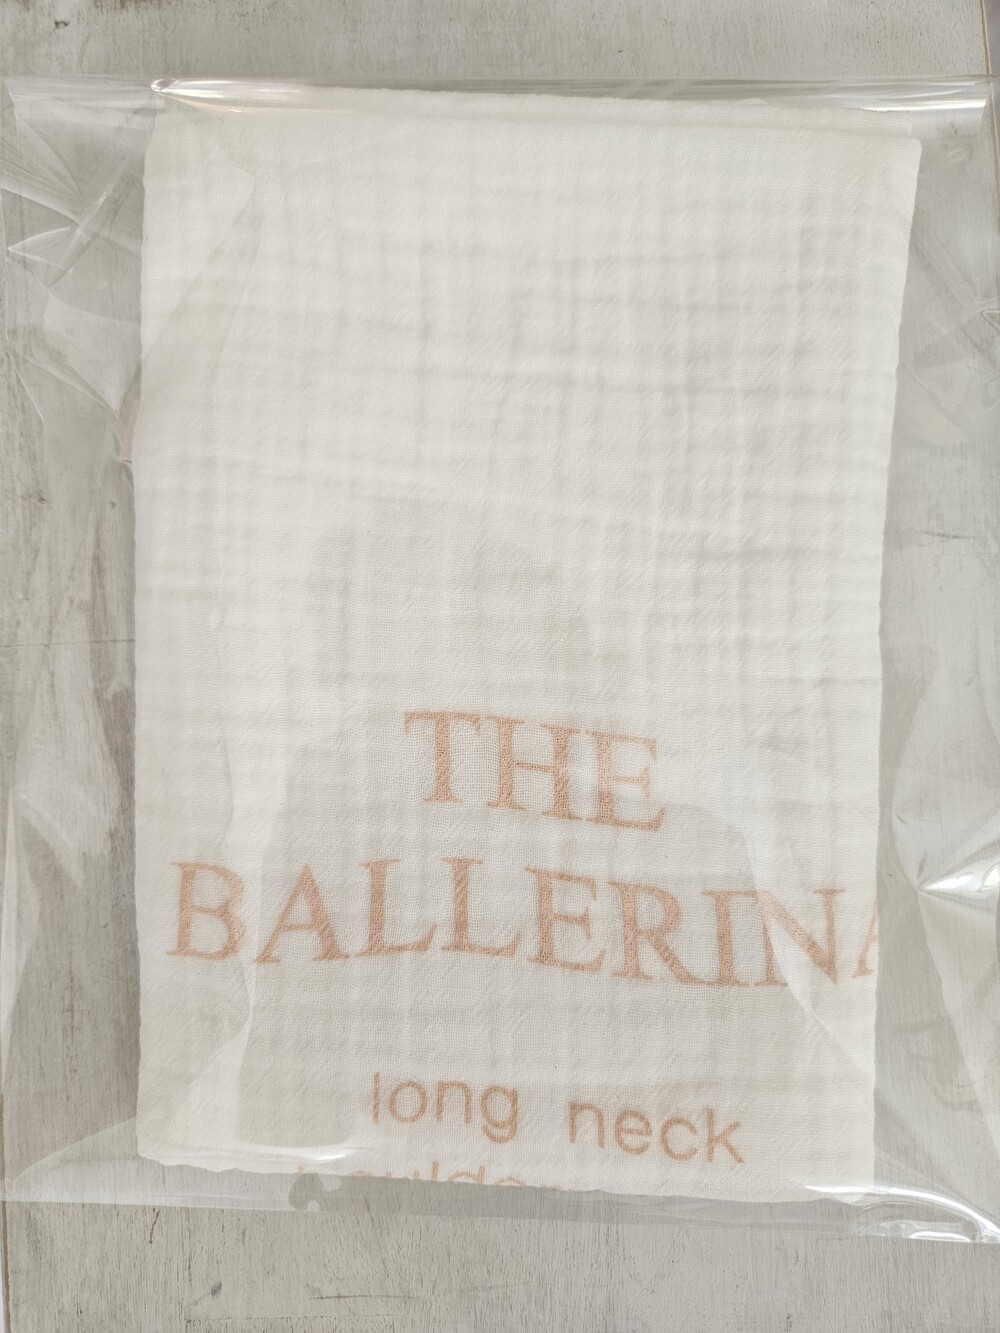 THE
BALLERINA
long neck